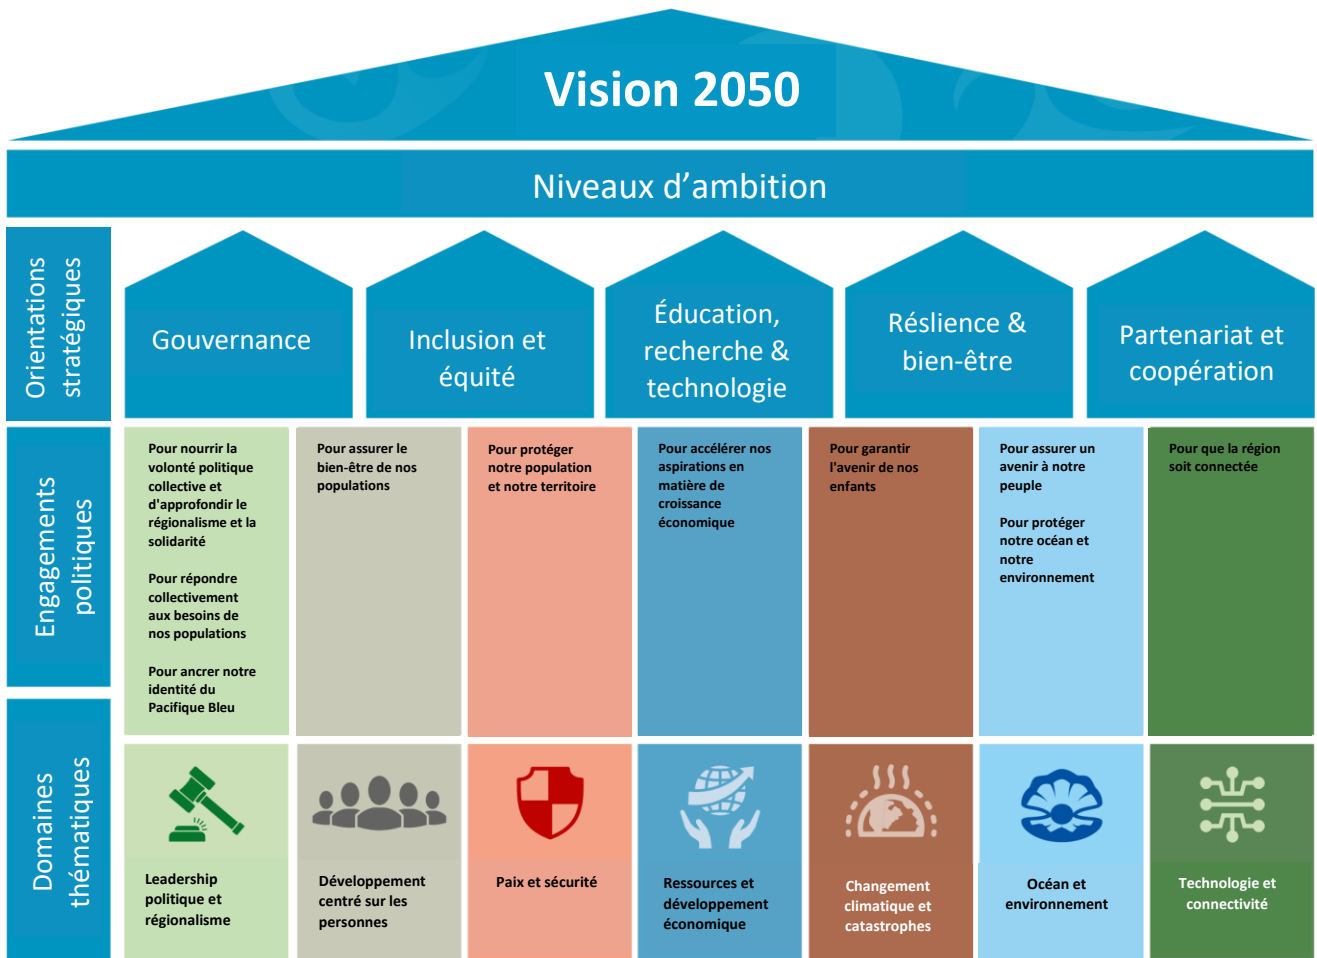 Vision 2050
Niveaux d’ambition
Orientations
stratégiques
Gouvernance
Inclusion et
équité
Éducation,
recherche &
technologie
Réslience &
bien-être
Partenariat et
coopération
Engagements
politiques
Pour nourrir la
volonté politique
collective et
d'approfondir le
régionalisme et la
solidarité
Pour répondre
collectivement
aux besoins de
nos populations
Pour ancrer notre
identité du
Pacifique Bleu
Pour assurer le
bien-être de nos
populations
Pour protéger
notre population
et notre territoire
Pour accélérer nos
aspirations en
matière de
croissance
économique
Pour garantir
l'avenir de nos
enfants
Pour assurer un
avenir à notre
peuple
Pour protéger
notre océan et
notre
environnement
Pour que la région
soit connectée
Domaines
thématiques
Leadership
politique et
régionalisme
Développement
centré sur les
personnes
Paix et sécurité
Ressources et
développement
économique
Changement
climatique et
catastrophes
Océan et
environnement
Technologie et
connectivité